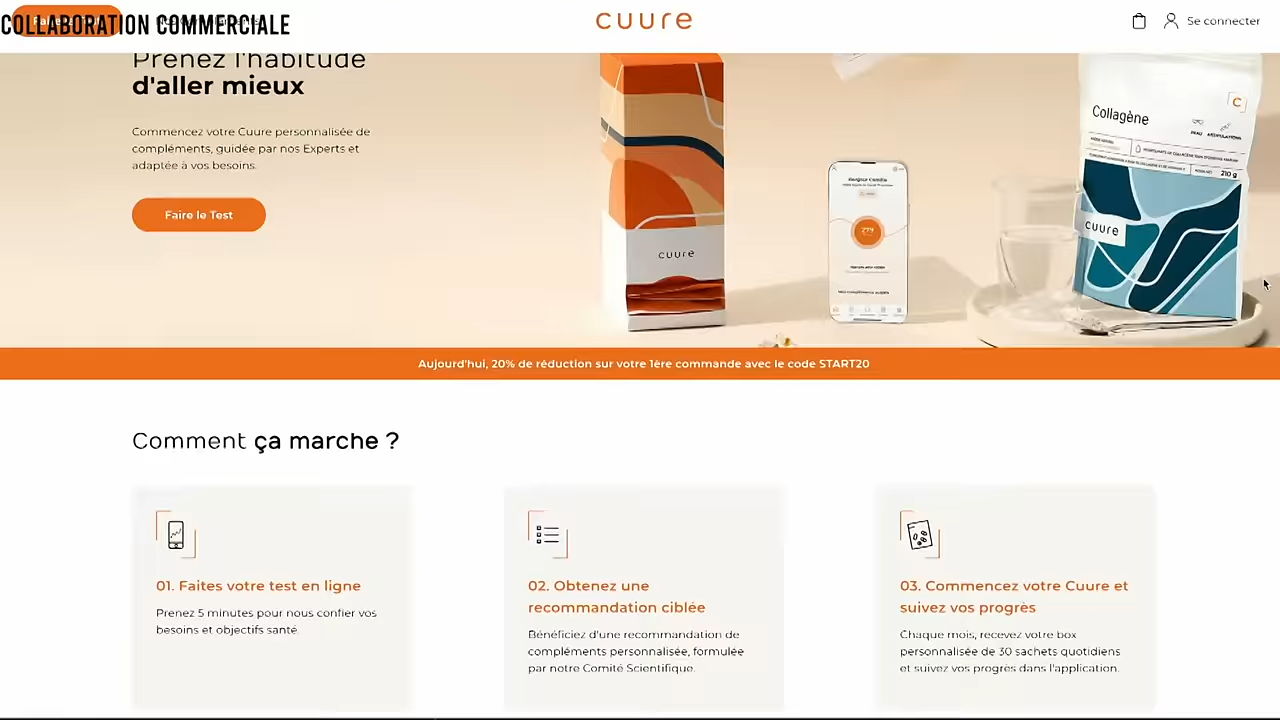 COLLABORATION COMMERCIALE
cuure
Se connecter
Prenez l'habitude
d'aller mieux
Commencez votre Cuure personnalisée de
compléments, guidée par nos Experts et
adaptée à vos besoins.
Faire le Test
cuure
Bonjour Camille
Collagène
C
PEAU
ARTICULATIONS
210 g
cuure
Aujourd'hui, 20% de réduction sur votre 1ère commande avec le code START20
Comment ça marche ?
01. Faites votre test en ligne
Prenez 5 minutes pour nous confier vos
besoins et objectifs santé.
02. Obtenez une
recommandation ciblée
Bénéficiez d'une recommandation de
compléments personnalisée, formulée
par notre Comité Scientifique.
03. Commencez votre Cuure et
suivez vos progrès
Chaque mois, recevez votre box
personnalisée de 30 sachets quotidiens
et suivez vos progrès dans l'application.